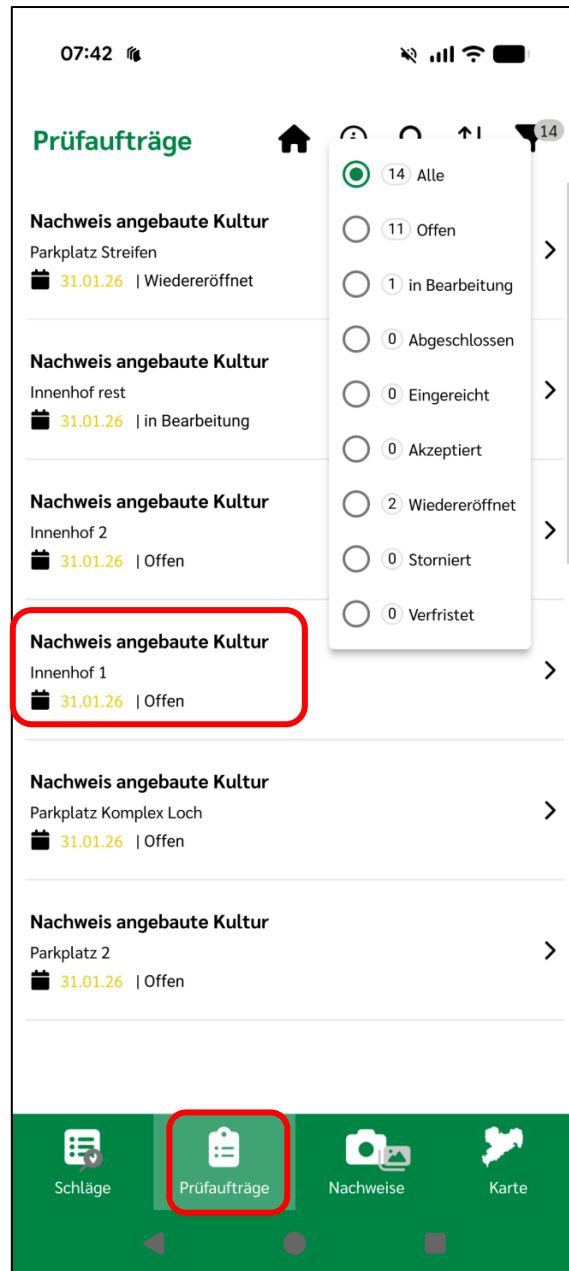 07:42
Prüfaufträge
14
14 Alle
11 Offen
1 in Bearbeitung
0 Abgeschlossen
0 Eingereicht
0 Akzeptiert
2 Wiedereröffnet
0 Storniert
0 Verfristet
Nachweis angebaute Kultur
Parkplatz Streifen
31.01.26 | Wiedereröffnet
Nachweis angebaute Kultur
Innenhof rest
31.01.26 | in Bearbeitung
Nachweis angebaute Kultur
Innenhof 2
31.01.26 | Offen
Nachweis angebaute Kultur
Innenhof 1
31.01.26 | Offen
Nachweis angebaute Kultur
Parkplatz Komplex Loch
31.01.26 | Offen
Nachweis angebaute Kultur
Parkplatz 2
31.01.26 | Offen
Schläge
Prüfaufträge
Nachweise
Karte